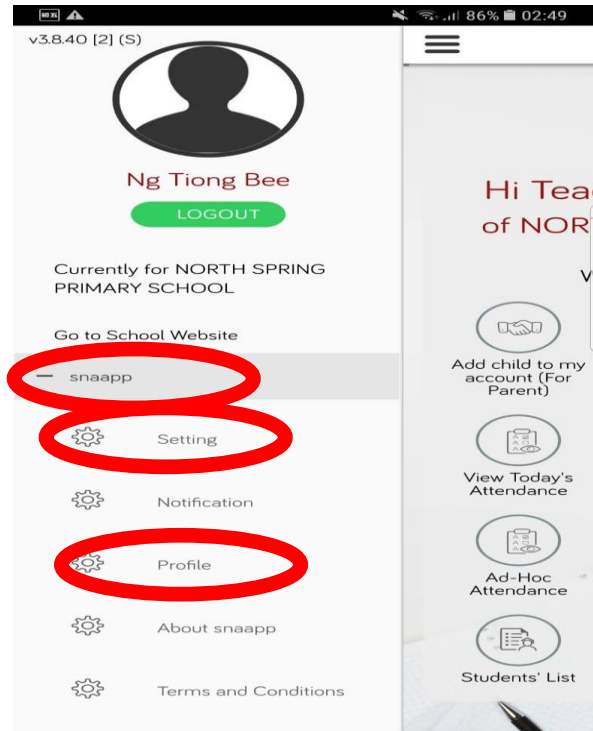 初五 86% 02:49
v3.8.40 [2] (S)
Ng Tiong Bee
LOGOUT
Currently for NORTH SPRING
PRIMARY SCHOOL
Go to School Website
snaapp
Setting
Notification
Profile
About snaapp
Terms and Conditions
Hi Tea
of NOR
Add child to my
account (For
Parent)
View Today's
Attendance
Ad-Hoc
Attendance
Students' List